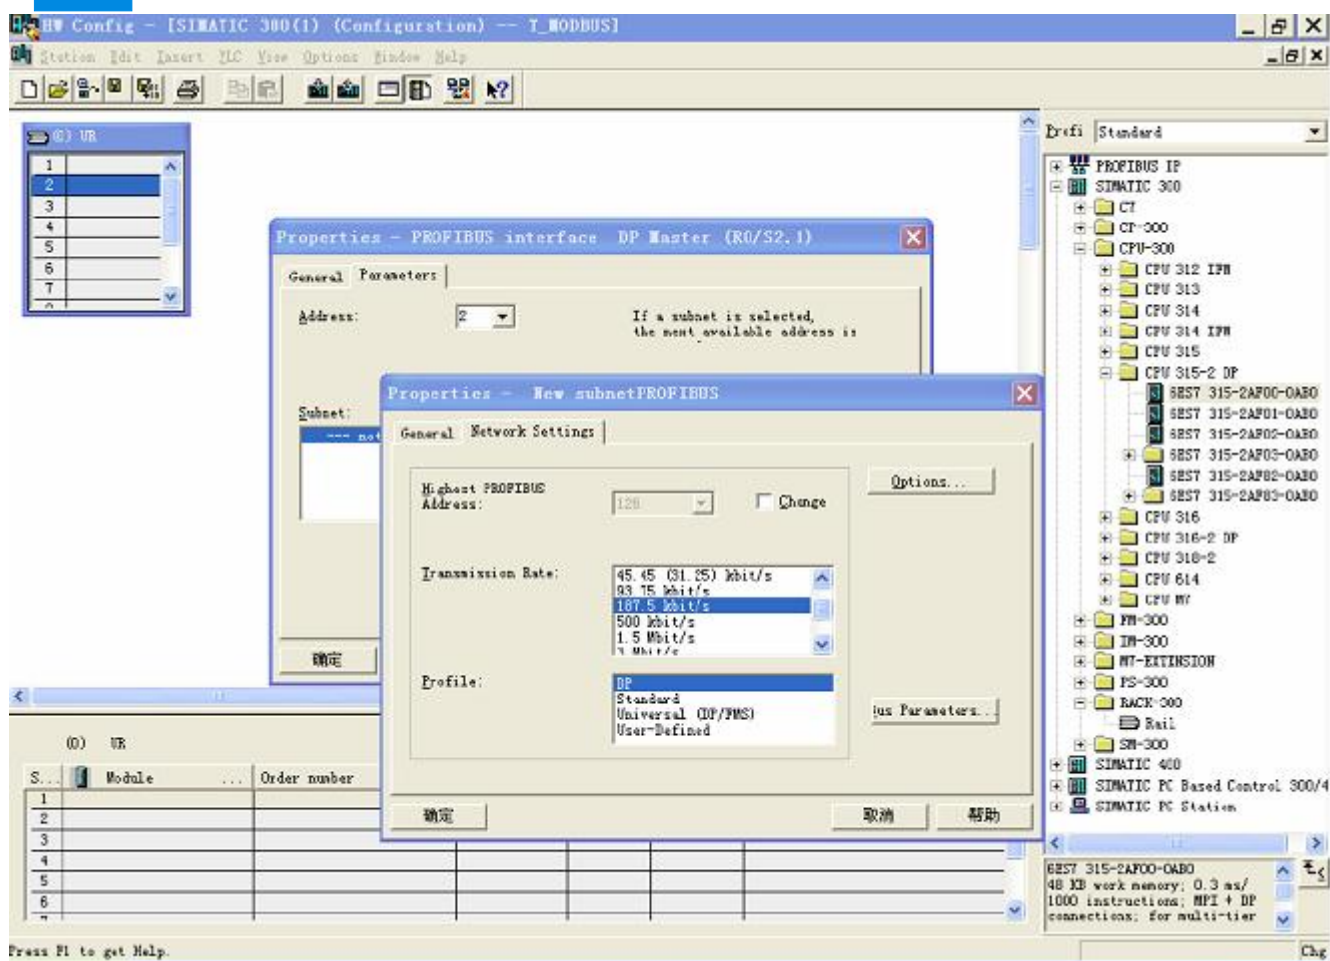 HW Config - [SIMATIC 300(1) (Configuration) -- T_MODBUS]
Station Edit Insert PLC View Options Window Help
(0) UR
1
2
3
4
5
6
7
Profi Standard
PROFIBUS IP
SIMATIC 300
C7
CP-300
CPU-300
CPU 312 IFM
CPU 313
CPU 314
CPU 314 IFM
CPU 315
CPU 315-2 DP
6ES7 315-2AF00-0AB0
6ES7 315-2AF01-0AB0
6ES7 315-2AF02-0AB0
6ES7 315-2AF03-0AB0
6ES7 315-2AF82-0AB0
6ES7 315-2AF83-0AB0
CPU 316
CPU 316-2 DP
CPU 318-2
CPU 614
CPU M7
FM-300
IM-300
M7-EXTENSION
PS-300
RACK-300
Rail
SM-300
SIMATIC 400
SIMATIC PC Based Control 300/4
SIMATIC PC Station
6ES7 315-2AF00-0AB0
48 KB work memory; 0.3 ms/
1000 instructions; MPI + DP
connections; for multi-tier
Properties - PROFIBUS interface DP Master (R0/S2.1)
General Parameters
Address: 2
If a subnet is selected,
the next available address is
Subnet:
--- not
确定
Properties - New subnetPROFIBUS
General Network Settings
Highest PROFIBUS
Address: 126 Change
Options...
Transmission Rate:
45.45 (31.25) kbit/s
93.75 kbit/s
187.5 kbit/s
500 kbit/s
1.5 Mbit/s
3 Mbit/s
Profile:
DP
Standard
Universal (DP/FMS)
User-Defined
us Parameters...
确定 取消 帮助
(0) UR
S... Module ... Order number
1
2
3
4
5
6
7
Press F1 to get Help.
Chg